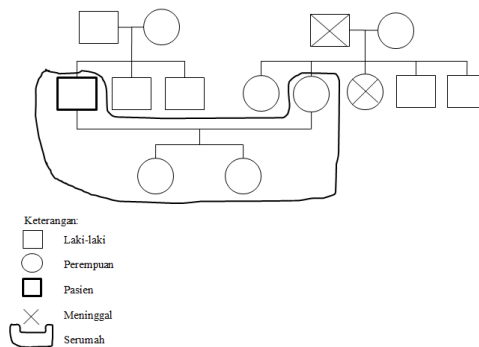 Keterangan:
Laki-laki
Perempuan
Pasien
Meninggal
Serumah